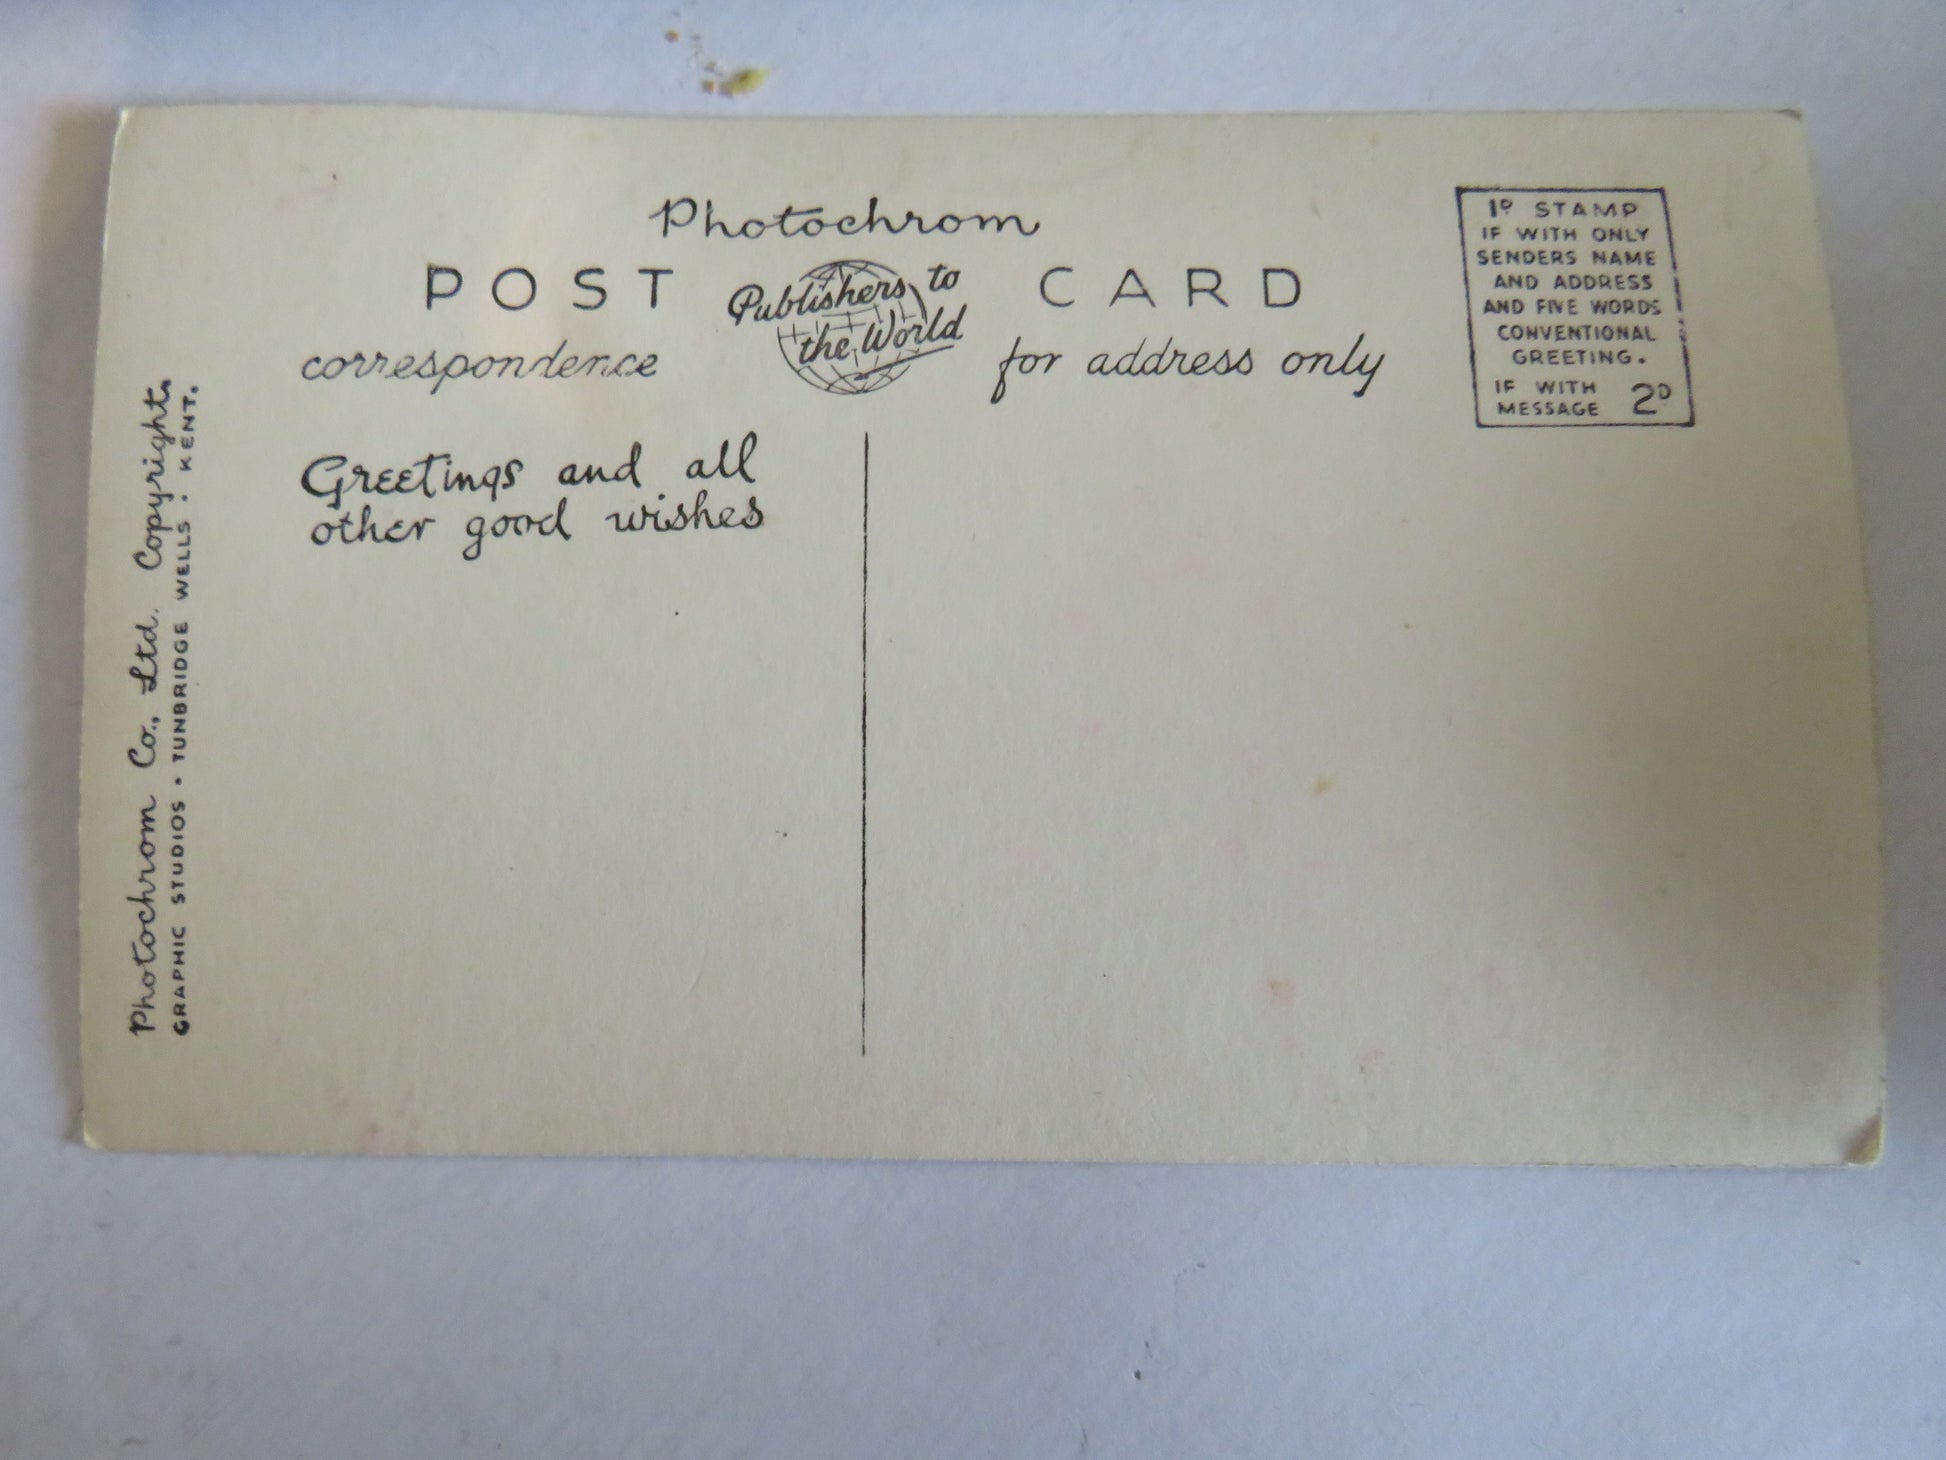 Photochrom
POST CARD
Publishers to
the World
correspondence
for address only
1D STAMP
IF WITH ONLY
SENDERS NAME
AND ADDRESS
AND FIVE WORDS
CONVENTIONAL
GREETING.
IF WITH
MESSAGE 2D
Greetings and all
other good wishes
Photochrom Co., Ltd. Copyright.
GRAPHIC STUDIOS · TUNBRIDGE WELLS : KENT.